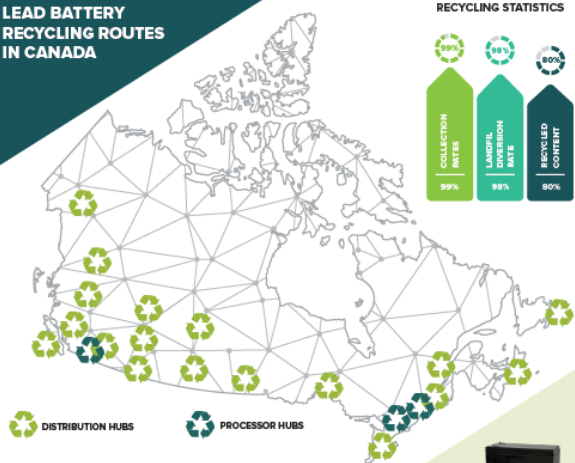 LEAD BATTERY
RECYCLING ROUTES
IN CANADA
RECYCLING STATISTICS
99%
98%
80%
COLLECTION
RATES
99%
LANDFIL
DIVERSION
RATE
98%
RECYCLED
CONTENT
80%
DISTRIBUTION HUBS
PROCESSOR HUBS